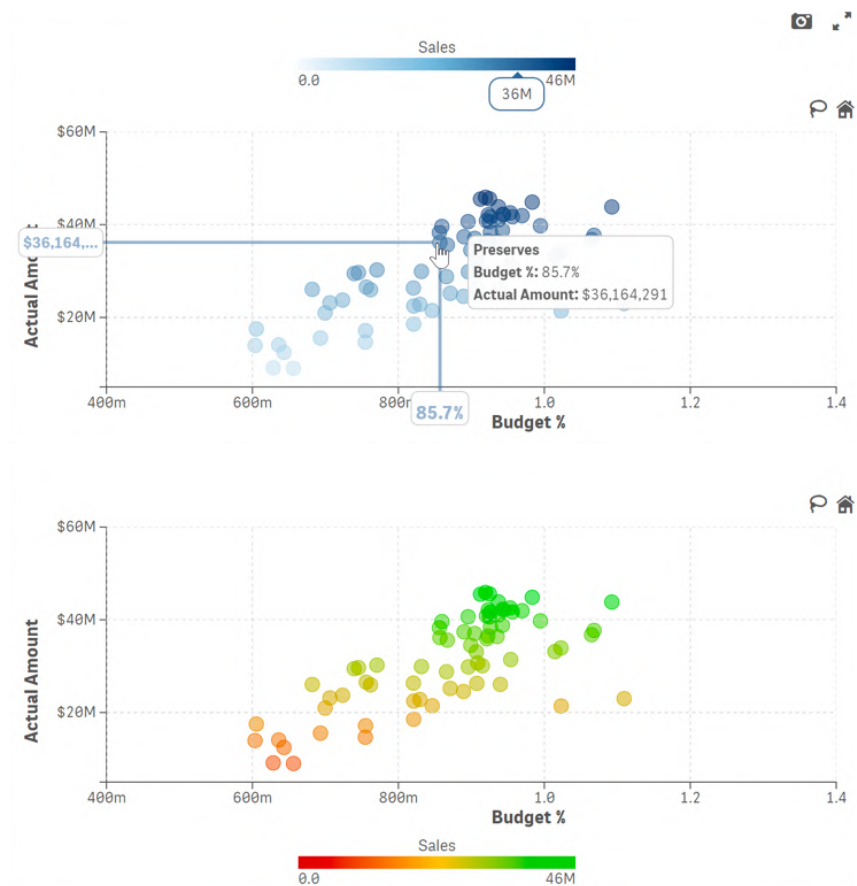 Sales
0.0
46M
36M
$60M
$40M
$36,164,...
$20M
Actual Amo t
Preserves
Budget %: 85.7%
Actual Amount: $36,164,291
400m
600m
800m
85.7%
1.0
1.2
1.4
Budget %
$60M
$40M
$20M
Actual Amount
400m
600m
800m
1.0
1.2
1.4
Budget %
Sales
0.0
46M